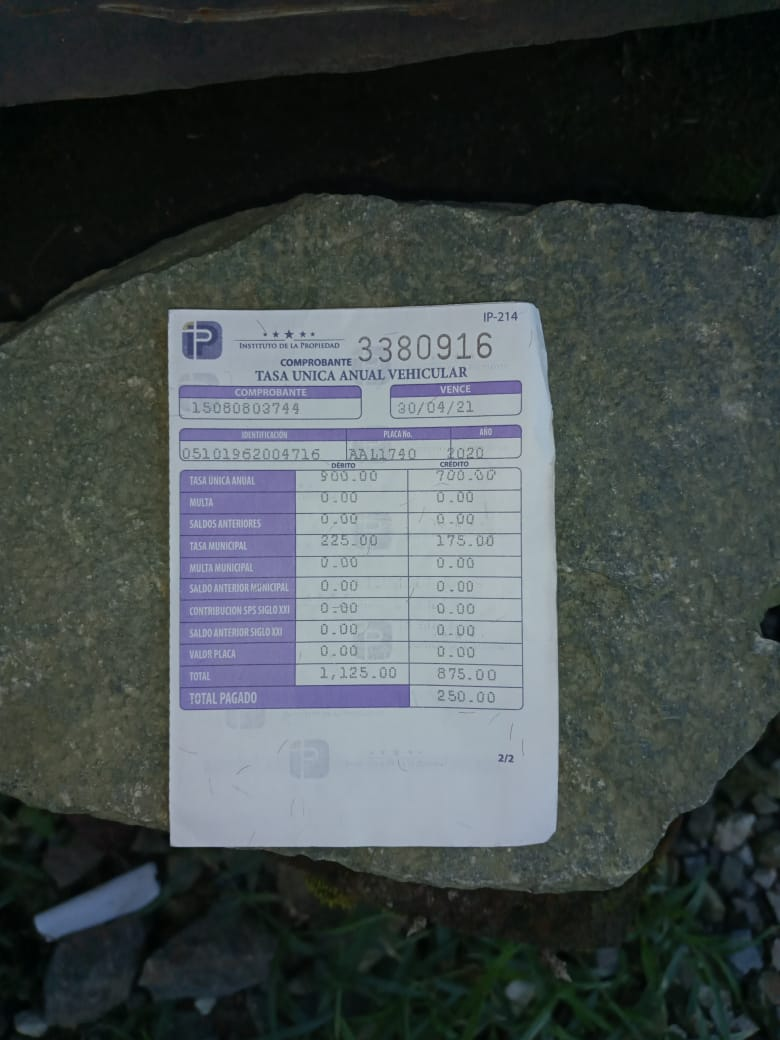 IP-214
iP
INSTITUTO DE LA PROPIEDAD
COMPROBANTE 3380916
TASA UNICA ANUAL VEHICULAR
COMPROBANTE VENCE
15080803744 30/04/21
IDENTIFICACIÓN PLACA No. AÑO
05101962004716 AAL1740 2020
DÉBITO CRÉDITO
TASA ÚNICA ANUAL 900.00 700.00
MULTA 0.00 0.00
SALDOS ANTERIORES 0.00 0.00
TASA MUNICIPAL 225.00 175.00
MULTA MUNICIPAL 0.00 0.00
SALDO ANTERIOR MUNICIPAL 0.00 0.00
CONTRIBUCION SPS SIGLO XXI 0.00 0.00
SALDO ANTERIOR SIGLO XXI 0.00 0.00
VALOR PLACA 0.00 0.00
TOTAL 1,125.00 875.00
TOTAL PAGADO 250.00
2/2